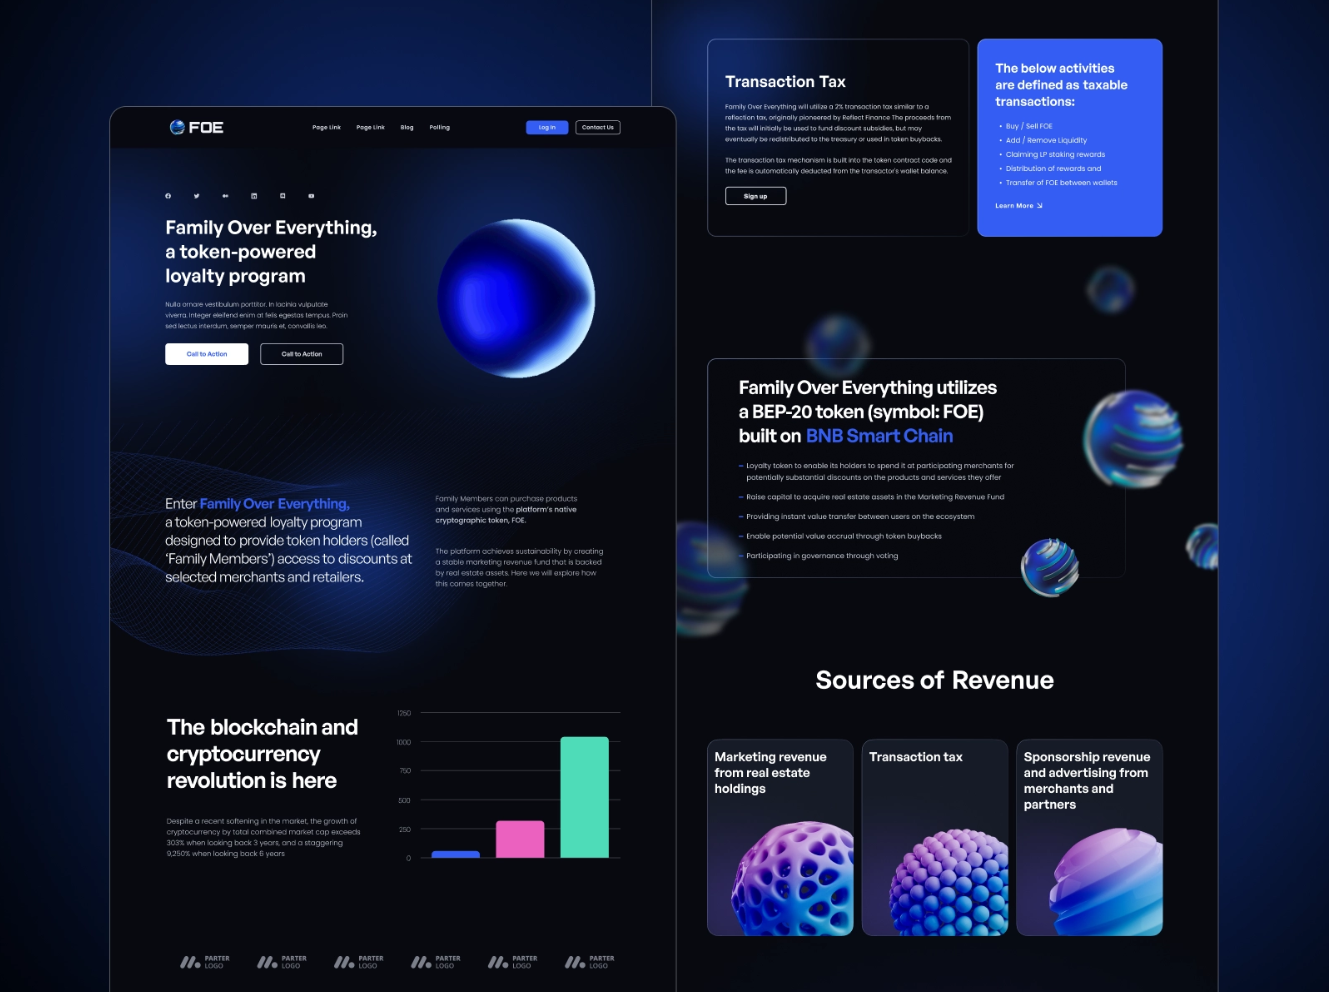 FOE
Page Link
Page Link
Blog
Polling
Log In
Contact Us
Family Over Everything,
a token-powered
loyalty program
Nulla ornare vestibulum porttitor. In lacinia vulputate
viverra. Integer eleifend enim at felis egestas tempus. Proin
sed lectus interdum, semper mauris et, convallis leo.
Call to Action
Call to Action
Enter Family Over Everything,
a token-powered loyalty program
designed to provide token holders (called
‘Family Members’) access to discounts at
selected merchants and retailers.
Family Members can purchase products
and services using the platform's native
cryptographic token, FOE.
The platform achieves sustainability by creating
a stable marketing revenue fund that is backed
by real estate assets. Here we will explore how
this comes together.
The blockchain and
cryptocurrency
revolution is here
Despite a recent softening in the market, the growth of
cryptocurrency by total combined market cap exceeds
303% when looking back 3 years, and a staggering
9,250% when looking back 6 years
1250
1000
750
500
250
0
PARTER
LOGO
PARTER
LOGO
PARTER
LOGO
PARTER
LOGO
PARTER
LOGO
PARTER
LOGO
Transaction Tax
Family Over Everything will utilize a 2% transaction tax similar to a
reflection tax, originally pioneered by Reflect Finance The proceeds from
the tax will initially be used to fund discount subsidies, but may
eventually be redistributed to the treasury or used in token buybacks.
The transaction tax mechanism is built into the token contract code and
the fee is automatically deducted from the transactor's wallet balance.
Sign up
The below activities
are defined as taxable
transactions:
• Buy / Sell FOE
• Add / Remove Liquidity
• Claiming LP staking rewards
• Distribution of rewards and
• Transfer of FOE between wallets
Learn More
Family Over Everything utilizes
a BEP-20 token (symbol: FOE)
built on BNB Smart Chain
– Loyalty token to enable its holders to spend it at participating merchants for
potentially substantial discounts on the products and services they offer
– Raise capital to acquire real estate assets in the Marketing Revenue Fund
– Providing instant value transfer between users on the ecosystem
– Enable potential value accrual through token buybacks
– Participating in governance through voting
Sources of Revenue
Marketing revenue
from real estate
holdings
Transaction tax
Sponsorship revenue
and advertising from
merchants and
partners